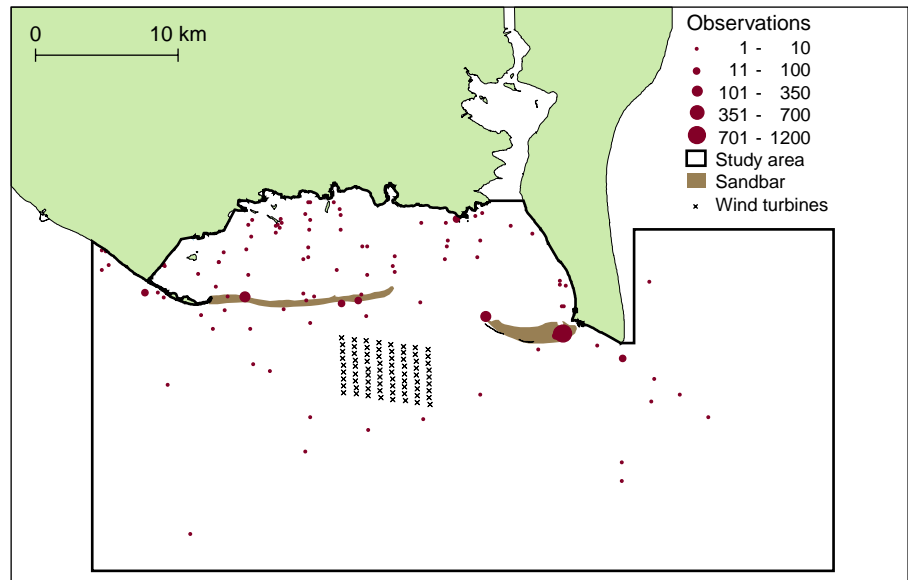 0 10 km
Observations
1 - 10
11 - 100
101 - 350
351 - 700
701 - 1200
Study area
Sandbar
Wind turbines